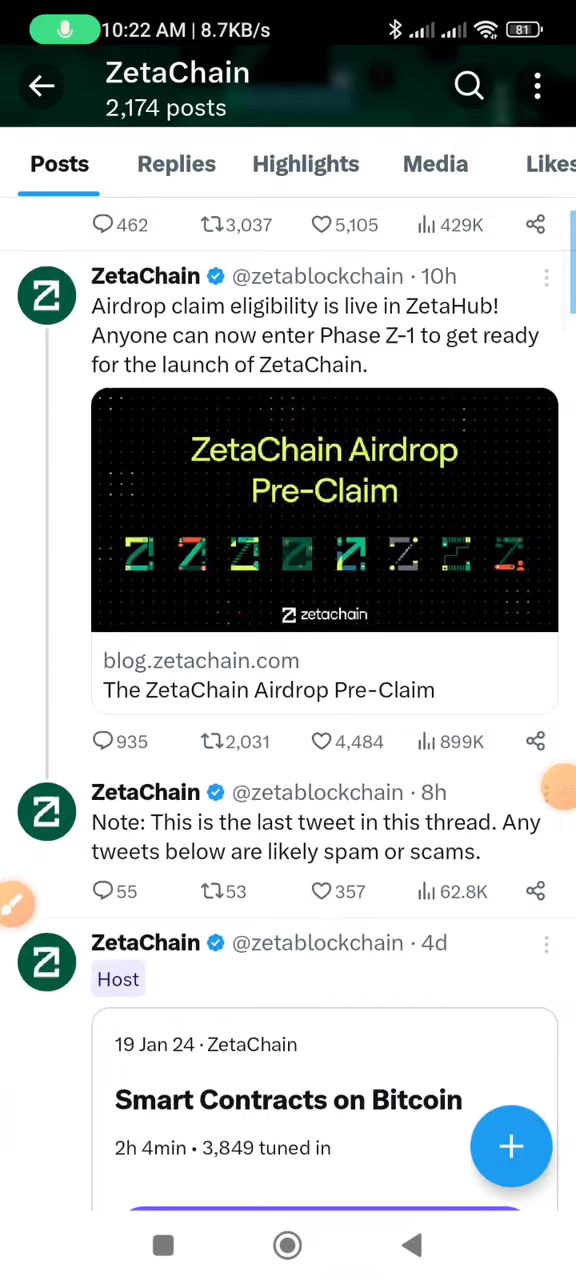 10:22 AM | 8.7KB/s 81
ZetaChain
2,174 posts
Posts Replies Highlights Media Likes
462 3,037 5,105 429K
ZetaChain @zetablockchain · 10h
Airdrop claim eligibility is live in ZetaHub!
Anyone can now enter Phase Z-1 to get ready
for the launch of ZetaChain.
ZetaChain Airdrop
Pre-Claim
zetachain
blog.zetachain.com
The ZetaChain Airdrop Pre-Claim
935 2,031 4,484 899K
ZetaChain @zetablockchain · 8h
Note: This is the last tweet in this thread. Any
tweets below are likely spam or scams.
55 53 357 62.8K
ZetaChain @zetablockchain · 4d
Host
19 Jan 24 · ZetaChain
Smart Contracts on Bitcoin
2h 4min • 3,849 tuned in